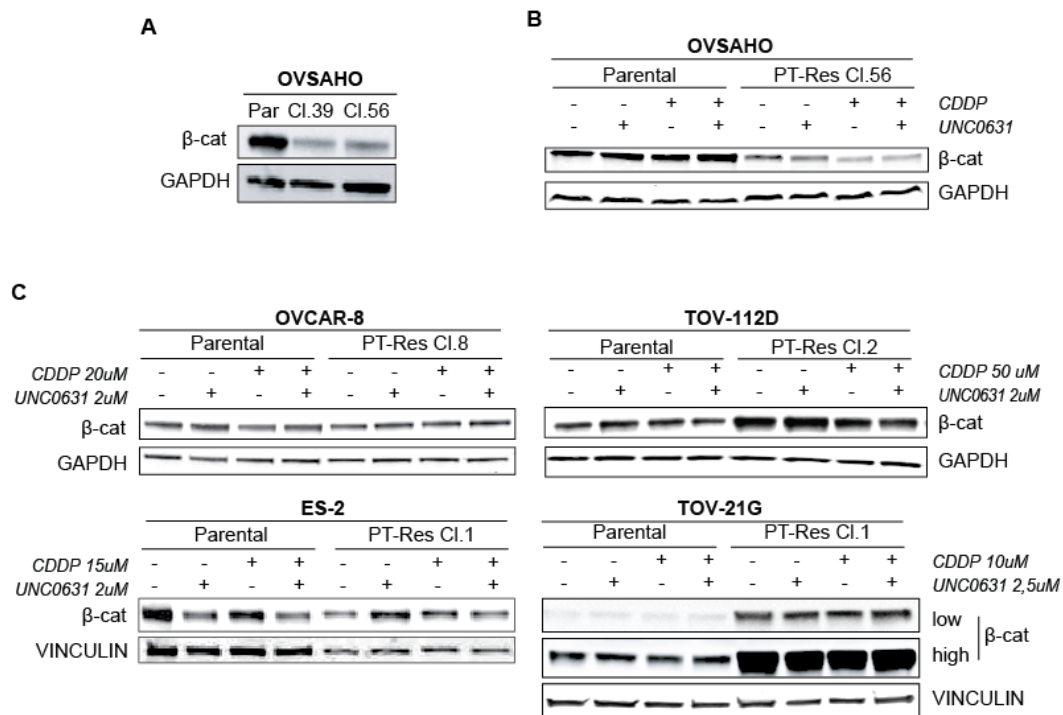 A
OVSAHO
Par Cl.39 Cl.56
β-cat
GAPDH
B
OVSAHO
Parental PT-Res Cl.56
- - + + - - + + CDDP
- + - + - + - + UNC0631
β-cat
GAPDH
C
OVCAR-8
Parental PT-Res Cl.8
CDDP 20uM - - + + - - + +
UNC0631 2uM - + - + - + - +
β-cat
GAPDH
TOV-112D
Parental PT-Res Cl.2
- - + + - - + + CDDP 50 uM
- + - + - + - + UNC0631 2uM
β-cat
GAPDH
ES-2
Parental PT-Res Cl.1
CDDP 15uM - - + + - - + +
UNC0631 2uM - + - + - + - +
β-cat
VINCULIN
TOV-21G
Parental PT-Res Cl.1
- - + + - - + + CDDP 10uM
- + - + - + - + UNC0631 2,5uM
low
β-cat
high
VINCULIN